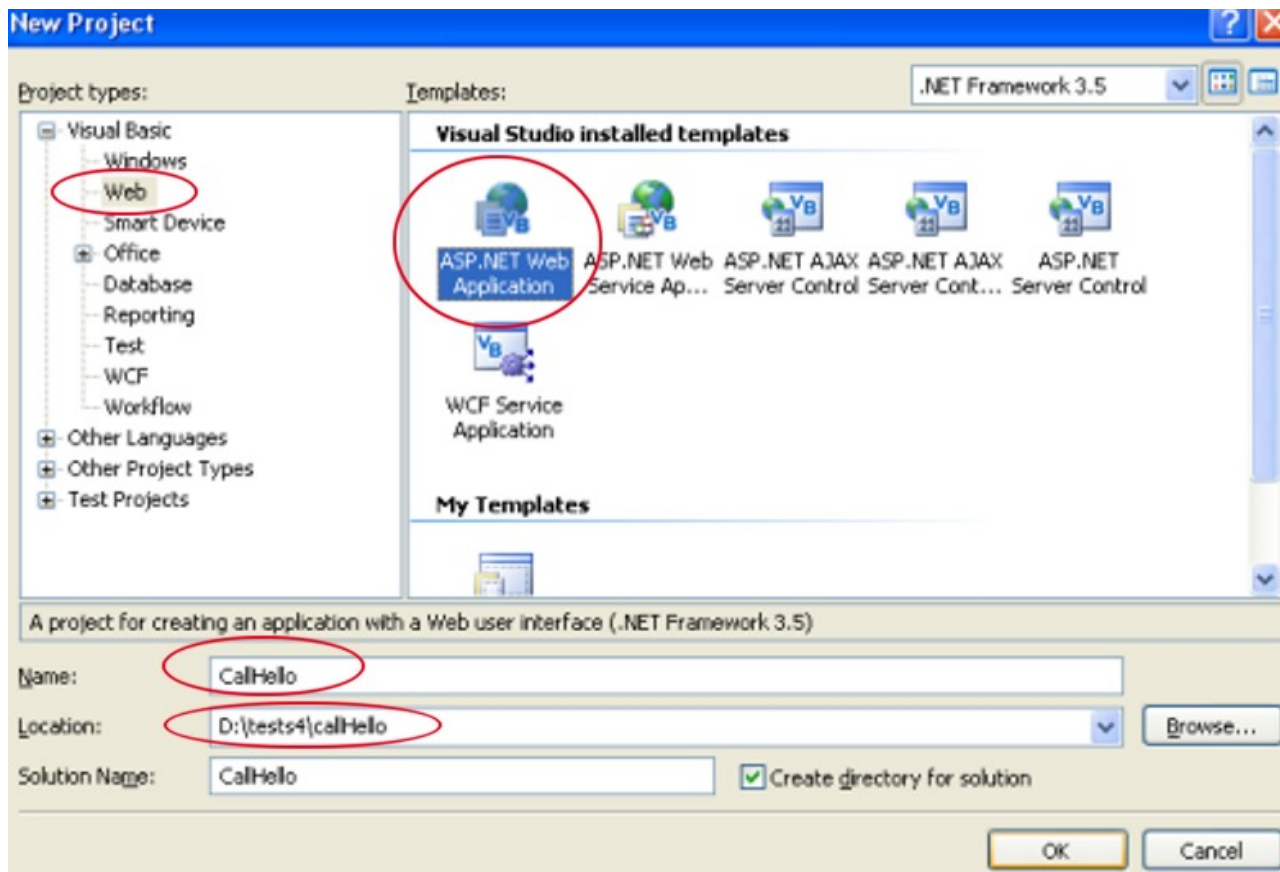 New Project
Project types:
Templates:
.NET Framework 3.5
Visual Basic
Windows
Web
Smart Device
Office
Database
Reporting
Test
WCF
Workflow
Other Languages
Other Project Types
Test Projects
Visual Studio installed templates
ASP.NET Web Application
ASP.NET Web Service Ap...
ASP.NET AJAX Server Control
ASP.NET AJAX Server Cont...
ASP.NET Server Control
WCF Service Application
My Templates
A project for creating an application with a Web user interface (.NET Framework 3.5)
Name:
CallHello
Location:
D:\tests4\callHello
Browse...
Solution Name:
CallHello
Create directory for solution
OK
Cancel